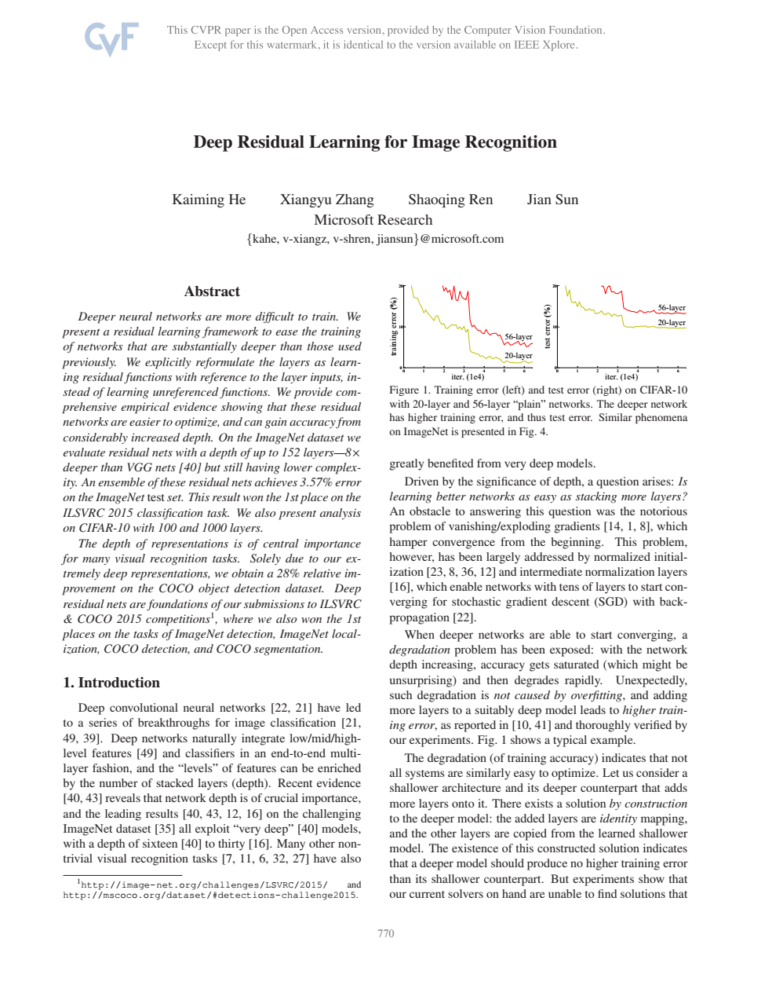 CVF
This CVPR paper is the Open Access version, provided by the Computer Vision Foundation.
Except for this watermark, it is identical to the version available on IEEE Xplore.
Deep Residual Learning for Image Recognition
Kaiming He Xiangyu Zhang Shaoqing Ren Jian Sun
Microsoft Research
{kahe, v-xiangz, v-shren, jiansun}@microsoft.com
Abstract
Deeper neural networks are more difficult to train. We
present a residual learning framework to ease the training
of networks that are substantially deeper than those used
previously. We explicitly reformulate the layers as learn-
ing residual functions with reference to the layer inputs, in-
stead of learning unreferenced functions. We provide com-
prehensive empirical evidence showing that these residual
networks are easier to optimize, and can gain accuracy from
considerably increased depth. On the ImageNet dataset we
evaluate residual nets with a depth of up to 152 layers—8×
deeper than VGG nets [40] but still having lower complex-
ity. An ensemble of these residual nets achieves 3.57% error
on the ImageNet test set. This result won the 1st place on the
ILSVRC 2015 classification task. We also present analysis
on CIFAR-10 with 100 and 1000 layers.
The depth of representations is of central importance
for many visual recognition tasks. Solely due to our ex-
tremely deep representations, we obtain a 28% relative im-
provement on the COCO object detection dataset. Deep
residual nets are foundations of our submissions to ILSVRC
& COCO 2015 competitions1, where we also won the 1st
places on the tasks of ImageNet detection, ImageNet local-
ization, COCO detection, and COCO segmentation.
1. Introduction
Deep convolutional neural networks [22, 21] have led
to a series of breakthroughs for image classification [21,
49, 39]. Deep networks naturally integrate low/mid/high-
level features [49] and classifiers in an end-to-end multi-
layer fashion, and the “levels” of features can be enriched
by the number of stacked layers (depth). Recent evidence
[40, 43] reveals that network depth is of crucial importance,
and the leading results [40, 43, 12, 16] on the challenging
ImageNet dataset [35] all exploit “very deep” [40] models,
with a depth of sixteen [40] to thirty [16]. Many other non-
trivial visual recognition tasks [7, 11, 6, 32, 27] have also
1http://image-net.org/challenges/LSVRC/2015/ and
http://mscoco.org/dataset/#detections-challenge2015.
training error (%)
20
10
0
0 1 2 3 4 5 6
iter. (1e4)
56-layer
20-layer
test error (%)
20
10
0
0 1 2 3 4 5 6
iter. (1e4)
56-layer
20-layer
Figure 1. Training error (left) and test error (right) on CIFAR-10
with 20-layer and 56-layer “plain” networks. The deeper network
has higher training error, and thus test error. Similar phenomena
on ImageNet is presented in Fig. 4.
greatly benefited from very deep models.
Driven by the significance of depth, a question arises: Is
learning better networks as easy as stacking more layers?
An obstacle to answering this question was the notorious
problem of vanishing/exploding gradients [14, 1, 8], which
hamper convergence from the beginning. This problem,
however, has been largely addressed by normalized initial-
ization [23, 8, 36, 12] and intermediate normalization layers
[16], which enable networks with tens of layers to start con-
verging for stochastic gradient descent (SGD) with back-
propagation [22].
When deeper networks are able to start converging, a
degradation problem has been exposed: with the network
depth increasing, accuracy gets saturated (which might be
unsurprising) and then degrades rapidly. Unexpectedly,
such degradation is not caused by overfitting, and adding
more layers to a suitably deep model leads to higher train-
ing error, as reported in [10, 41] and thoroughly verified by
our experiments. Fig. 1 shows a typical example.
The degradation (of training accuracy) indicates that not
all systems are similarly easy to optimize. Let us consider a
shallower architecture and its deeper counterpart that adds
more layers onto it. There exists a solution by construction
to the deeper model: the added layers are identity mapping,
and the other layers are copied from the learned shallower
model. The existence of this constructed solution indicates
that a deeper model should produce no higher training error
than its shallower counterpart. But experiments show that
our current solvers on hand are unable to find solutions that
770